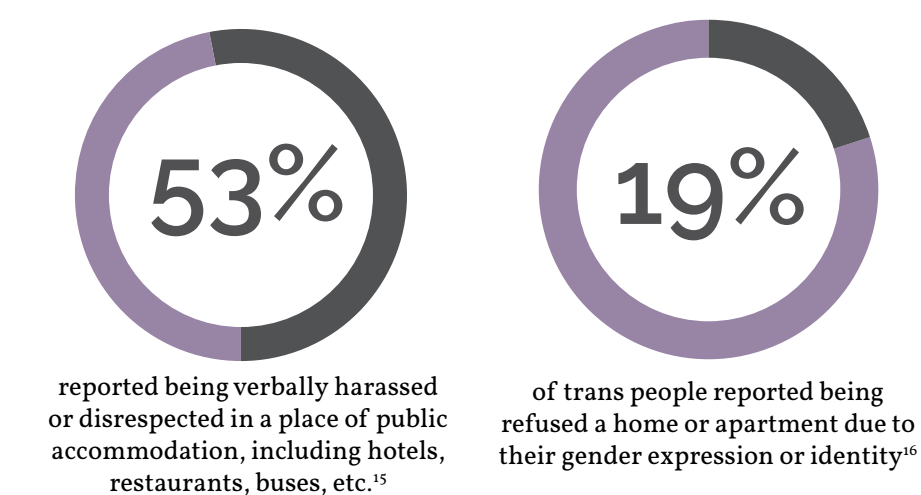 53%
reported being verbally harassed
or disrespected in a place of public
accommodation, including hotels,
restaurants, buses, etc.¹⁵
19%
of trans people reported being
refused a home or apartment due to
their gender expression or identity¹⁶